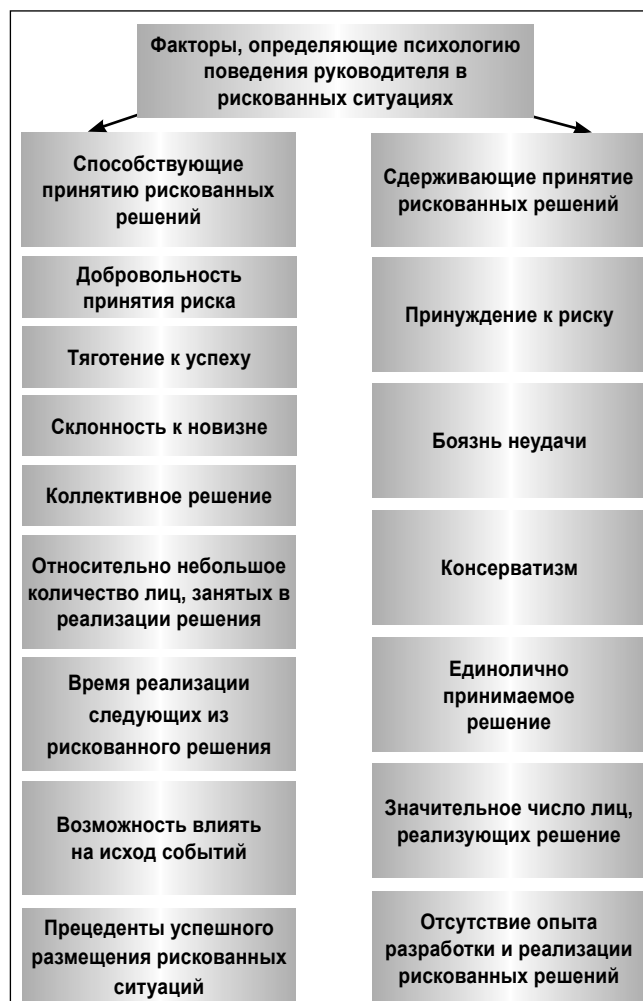 Факторы, определяющие психологию
поведения руководителя в
рискованных ситуациях
Способствующие
принятию рискованных
решений
Добровольность
принятия риска
Тяготение к успеху
Склонность к новизне
Коллективное решение
Относительно небольшое
количество лиц, занятых в
реализации решения
Время реализации
следующих из
рискованного решения
Возможность влиять
на исход событий
Прецеденты успешного
размещения рискованных
ситуаций
Сдерживающие принятие
рискованных решений
Принуждение к риску
Боязнь неудачи
Консерватизм
Единолично
принимаемое
решение
Значительное число лиц,
реализующих решение
Отсутствие опыта
разработки и реализации
рискованных решений